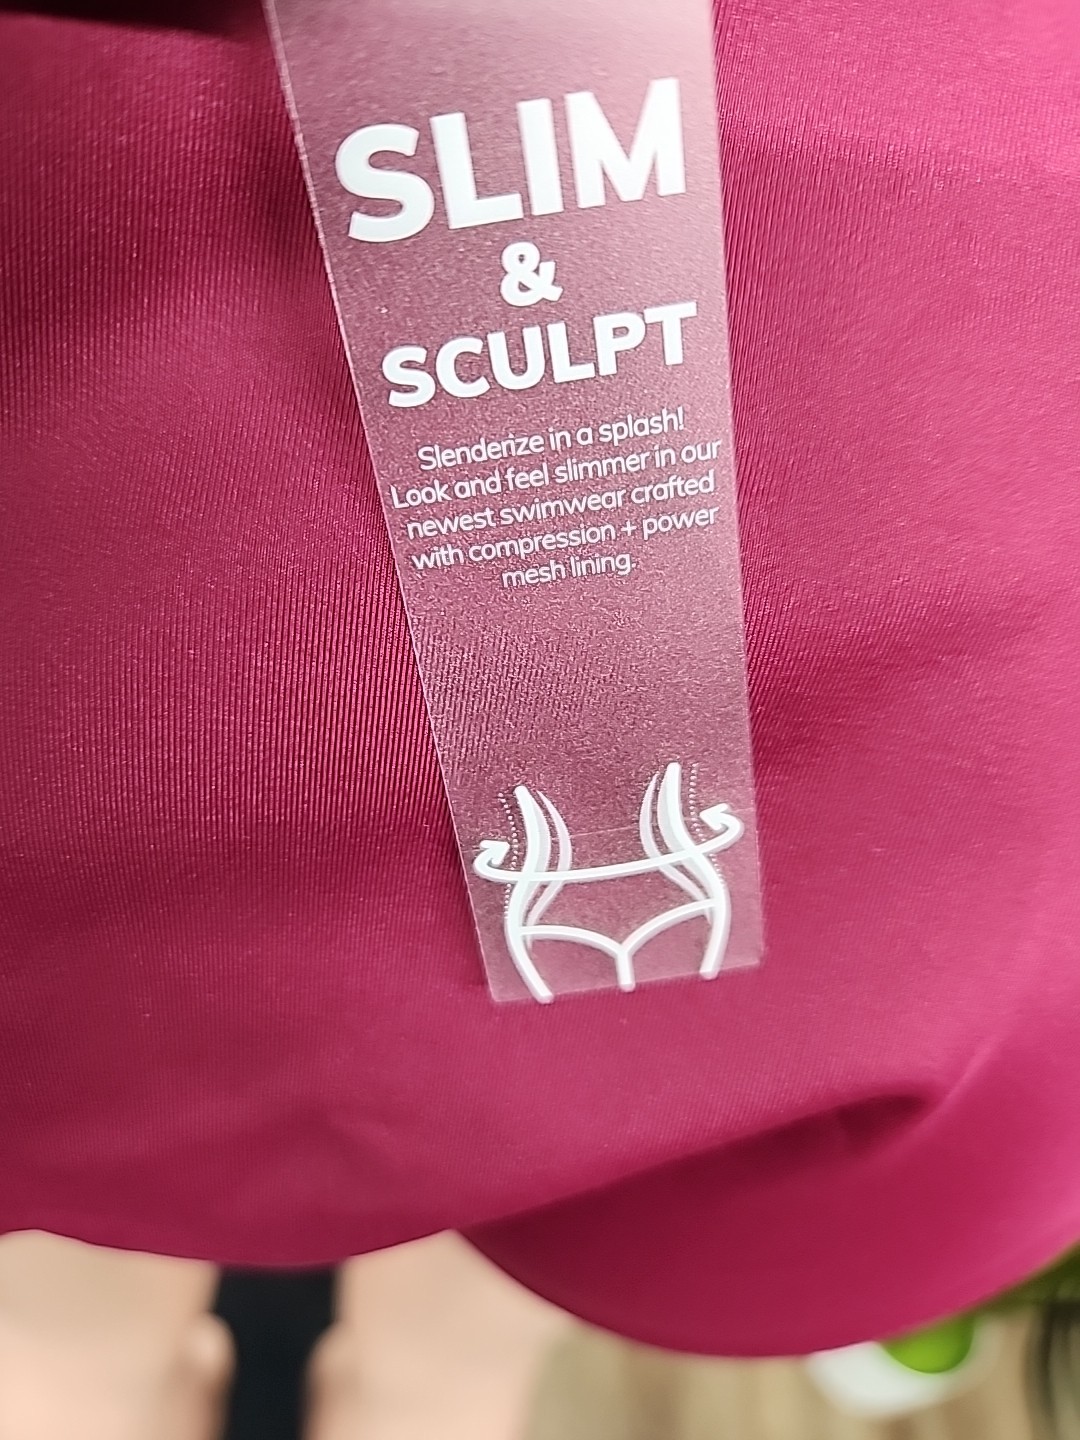 SLIM
&
SCULPT
Slenderize in a splash!
Look and feel slimmer in our
newest swimwear crafted
with compression + power
mesh lining.